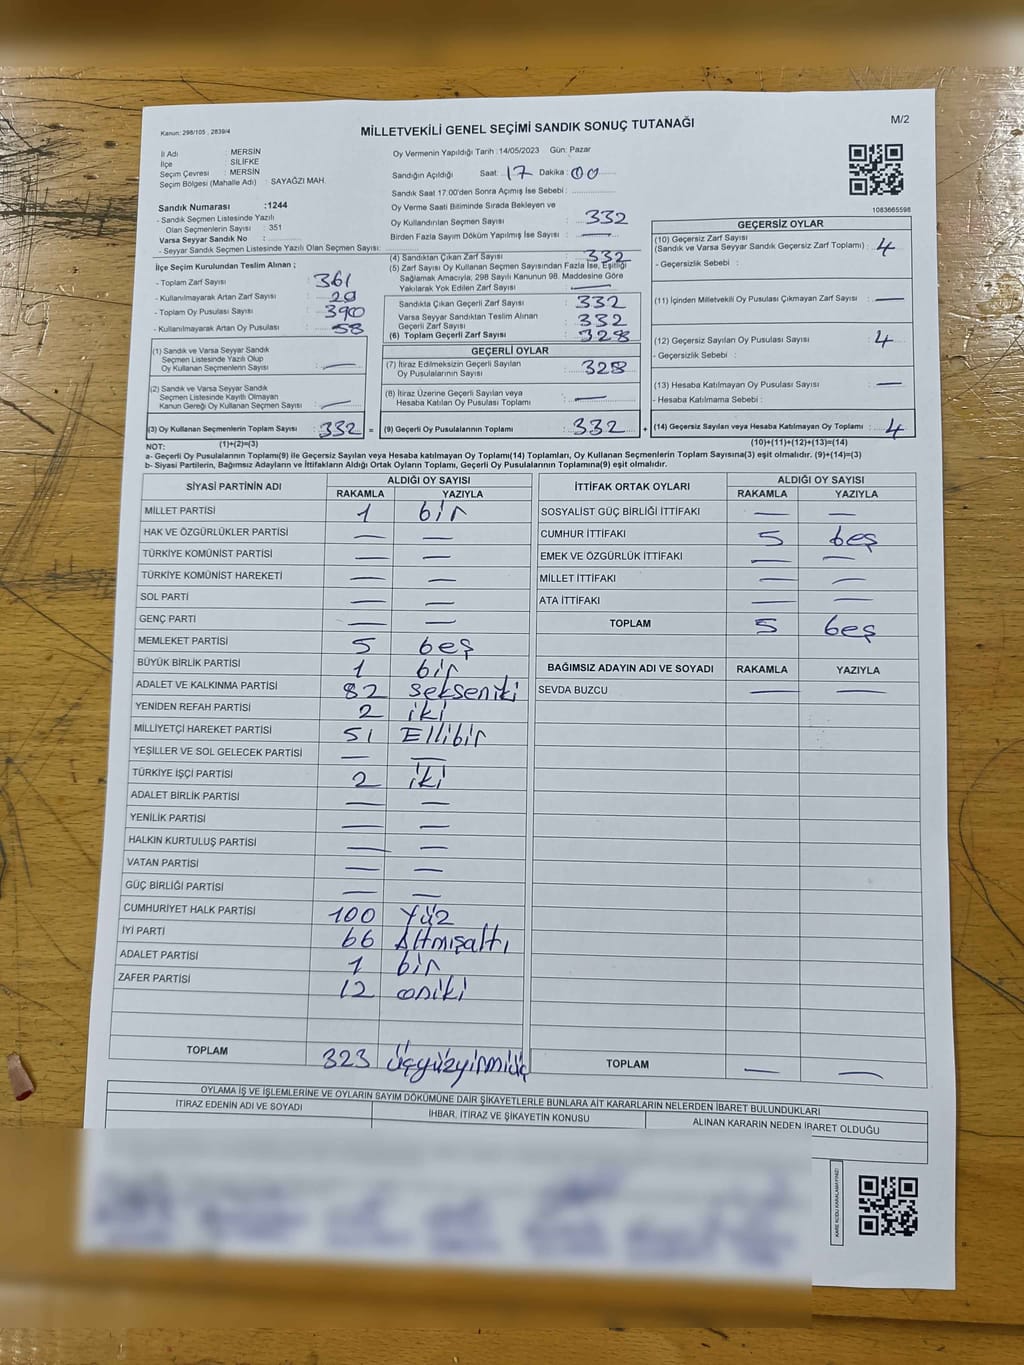 Kanun: 298/105 , 2839/4
MİLLETVEKİLİ GENEL SEÇİMİ SANDIK SONUÇ TUTANAĞI
M/2
İl Adı : MERSİN
İlçe : SİLİFKE
Seçim Çevresi : MERSİN
Seçim Bölgesi (Mahalle Adı) : SAYAĞZI MAH.
Sandık Numarası :1244
- Sandık Seçmen Listesinde Yazılı
Olan Seçmenlerin Sayısı : 351
Varsa Seyyar Sandık No :
- Seyyar Sandık Seçmen Listesinde Yazılı Olan Seçmen Sayısı:
Oy Vermenin Yapıldığı Tarih :14/05/2023 Gün: Pazar
Sandığın Açıldığı Saat: 17 Dakika: 00
Sandık Saat 17.00'den Sonra Açımış İse Sebebi :
Oy Verme Saati Bitiminde Sırada Bekleyen ve
Oy Kullandırılan Seçmen Sayısı : 332
Birden Fazla Sayım Döküm Yapılmış İse Sayısı : —
(4) Sandıktan Çıkan Zarf Sayısı : 332
(5) Zarf Sayısı Oy Kullanan Seçmen Sayısından Fazla İse, Eşitliği
Sağlamak Amacıyla, 298 Sayılı Kanunun 98. Maddesine Göre
Yakılarak Yok Edilen Zarf Sayısı : —
1083665598
İlçe Seçim Kurulundan Teslim Alınan ;
- Toplam Zarf Sayısı : 361
- Kullanılmayarak Artan Zarf Sayısı : 29
- Toplam Oy Pusulası Sayısı : 390
- Kullanılmayarak Artan Oy Pusulası : 58
Sandıkta Çıkan Geçerli Zarf Sayısı : 332
Varsa Seyyar Sandıktan Teslim Alınan
Geçerli Zarf Sayısı : 332
(6) Toplam Geçerli Zarf Sayısı : 328
GEÇERSİZ OYLAR
(10) Geçersiz Zarf Sayısı
(Sandık ve Varsa Seyyar Sandık Geçersiz Zarf Toplamı) : 4
- Geçersizlik Sebebi :
(11) İçinden Milletvekili Oy Pusulası Çıkmayan Zarf Sayısı : —
(12) Geçersiz Sayılan Oy Pusulası Sayısı : 4
- Geçersizlik Sebebi :
(13) Hesaba Katılmayan Oy Pusulası Sayısı : —
- Hesaba Katılmama Sebebi :
(1) Sandık ve Varsa Seyyar Sandık
Seçmen Listesinde Yazılı Olup
Oy Kullanan Seçmenlerin Sayısı : —
(2) Sandık ve Varsa Seyyar Sandık
Seçmen Listesinde Kayıtlı Olmayan
Kanun Gereği Oy Kullanan Seçmen Sayısı : —
GEÇERLİ OYLAR
(7) İtiraz Edilmeksizin Geçerli Sayılan
Oy Pusulalarının Sayısı : 328
(8) İtiraz Üzerine Geçerli Sayılan veya
Hesaba Katılan Oy Pusulası Toplamı : —
(3) Oy Kullanan Seçmenlerin Toplam Sayısı : 332 = (9) Geçerli Oy Pusulalarının Toplamı : 332 + (14) Geçersiz Sayılan veya Hesaba Katılmayan Oy Toplamı : 4
NOT: (1)+(2)=(3) (10)+(11)+(12)+(13)=(14)
a- Geçerli Oy Pusulalarının Toplamı(9) ile Geçersiz Sayılan veya Hesaba katılmayan Oy Toplamı(14) Toplamları, Oy Kullanan Seçmenlerin Toplam Sayısına(3) eşit olmalıdır. (9)+(14)=(3)
b- Siyasi Partilerin, Bağımsız Adayların ve İttifakların Aldığı Ortak Oyların Toplamı, Geçerli Oy Pusulalarının Toplamına(9) eşit olmalıdır.
SİYASİ PARTİNİN ADI ALDIĞI OY SAYISI
RAKAMLA YAZIYLA
MİLLET PARTİSİ 1 bir
HAK VE ÖZGÜRLÜKLER PARTİSİ — —
TÜRKİYE KOMÜNİST PARTİSİ — —
TÜRKİYE KOMÜNİST HAREKETİ — —
SOL PARTİ — —
GENÇ PARTİ — —
MEMLEKET PARTİSİ 5 beş
BÜYÜK BİRLİK PARTİSİ 1 bir
ADALET VE KALKINMA PARTİSİ 82 sekseniki
YENİDEN REFAH PARTİSİ 2 iki
MİLLİYETÇİ HAREKET PARTİSİ 51 Ellibir
YEŞİLLER VE SOL GELECEK PARTİSİ — —
TÜRKİYE İŞÇİ PARTİSİ 2 iki
ADALET BİRLİK PARTİSİ — —
YENİLİK PARTİSİ — —
HALKIN KURTULUŞ PARTİSİ — —
VATAN PARTİSİ — —
GÜÇ BİRLİĞİ PARTİSİ — —
CUMHURİYET HALK PARTİSİ 100 Yüz
İYİ PARTİ 66 Altmışaltı
ADALET PARTİSİ 1 bir
ZAFER PARTİSİ 12 oniki
TOPLAM 323 üçyüzyirmiüç
İTTİFAK ORTAK OYLARI ALDIĞI OY SAYISI
RAKAMLA YAZIYLA
SOSYALİST GÜÇ BİRLİĞİ İTTİFAKI — —
CUMHUR İTTİFAKI 5 beş
EMEK VE ÖZGÜRLÜK İTTİFAKI — —
MİLLET İTTİFAKI — —
ATA İTTİFAKI — —
TOPLAM 5 beş
BAĞIMSIZ ADAYIN ADI VE SOYADI RAKAMLA YAZIYLA
SEVDA BUZCU — —
TOPLAM — —
OYLAMA İŞ VE İŞLEMLERİNE VE OYLARIN SAYIM DÖKÜMÜNE DAİR ŞİKAYETLERLE BUNLARA AİT KARARLARIN NELERDEN İBARET BULUNDUKLARI
İTİRAZ EDENİN ADI VE SOYADI İHBAR, İTİRAZ VE ŞİKAYETİN KONUSU ALINAN KARARIN NEDEN İBARET OLDUĞU
KARE KODU KARALAMAYINIZ!